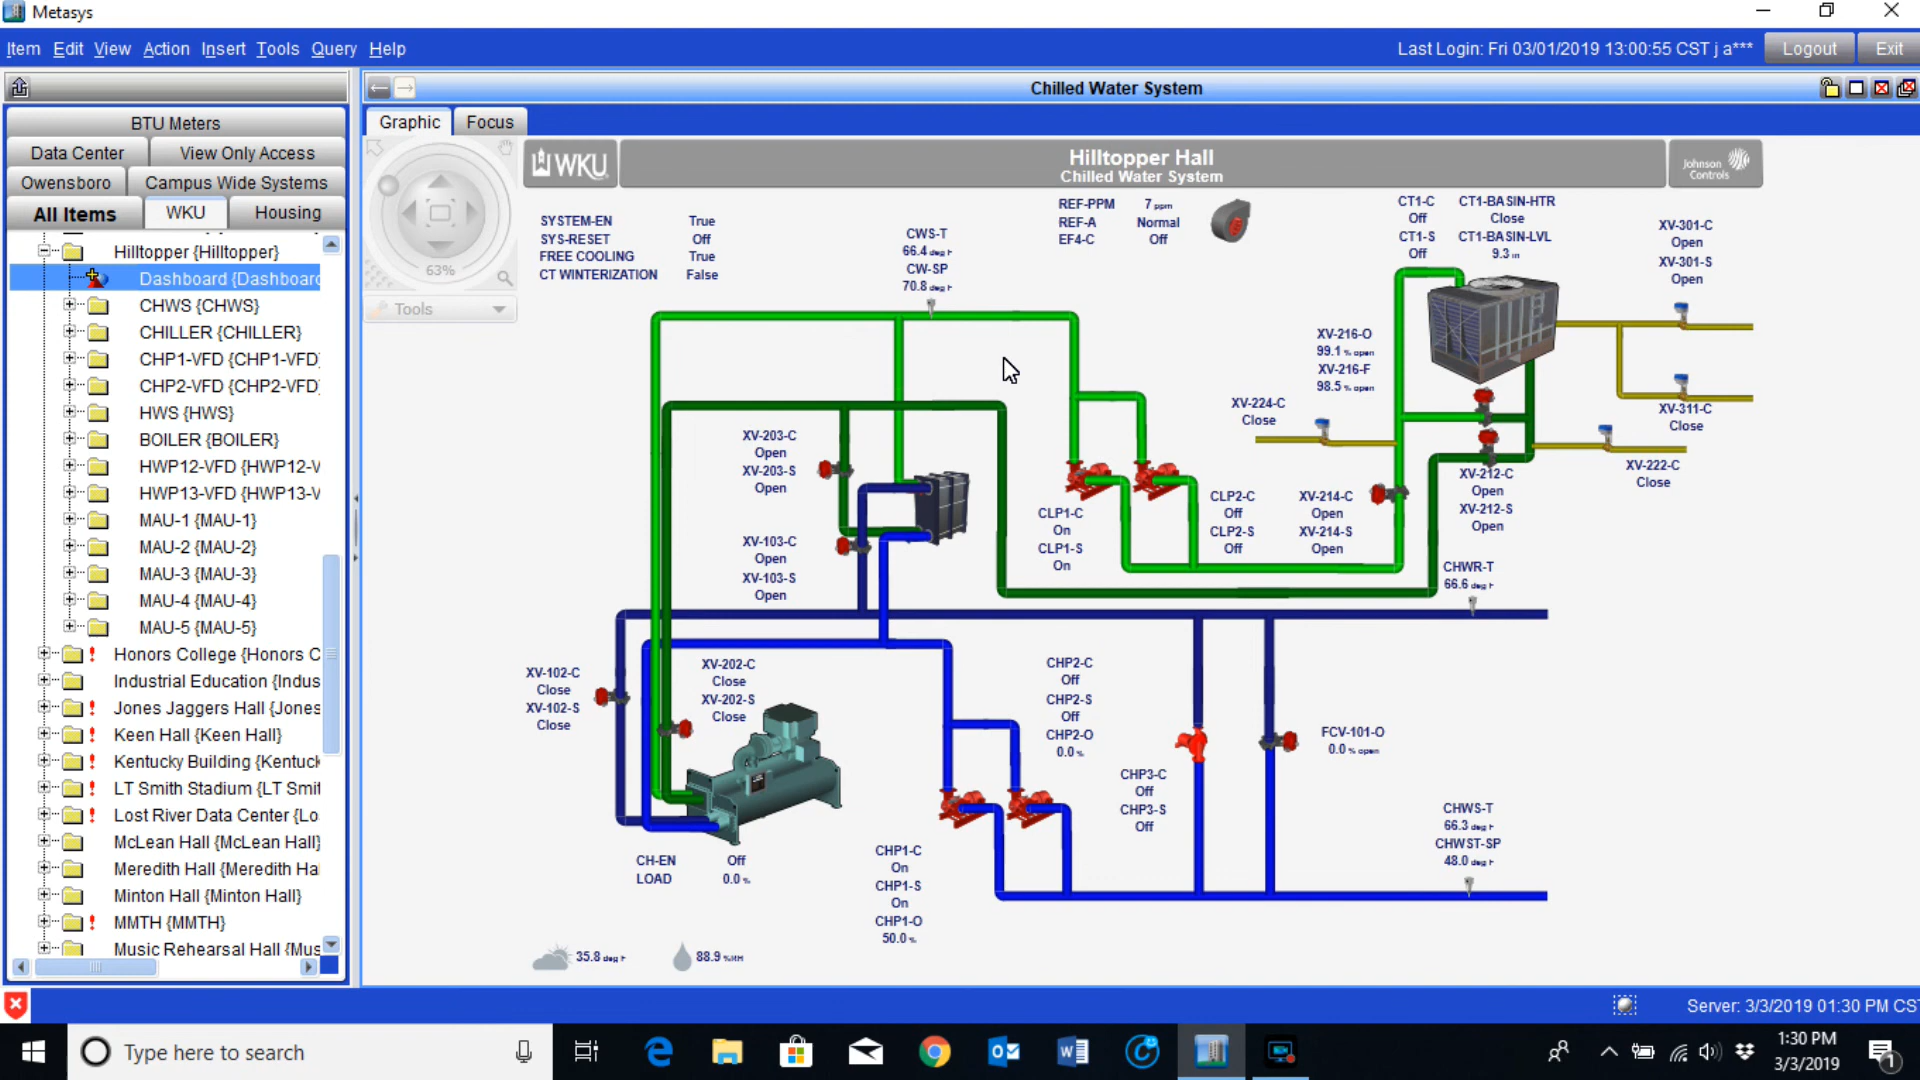 Metasys
Item Edit View Action Insert Tools Query Help
Last Login: Fri 03/01/2019 13:00:55 CST j a***
Logout
Exit
BTU Meters
Data Center
View Only Access
Owensboro
Campus Wide Systems
All Items
WKU
Housing
Hilltopper {Hilltopper}
Dashboard {Dashboard
CHWS {CHWS}
CHILLER {CHILLER}
CHP1-VFD {CHP1-VFD}
CHP2-VFD {CHP2-VFD}
HWS {HWS}
BOILER {BOILER}
HWP12-VFD {HWP12-V
HWP13-VFD {HWP13-V
MAU-1 {MAU-1}
MAU-2 {MAU-2}
MAU-3 {MAU-3}
MAU-4 {MAU-4}
MAU-5 {MAU-5}
Honors College {Honors C
Industrial Education {Indus
Jones Jaggers Hall {Jones
Keen Hall {Keen Hall}
Kentucky Building {Kentuck
LT Smith Stadium {LT Smit
Lost River Data Center {Lo
McLean Hall {McLean Hall}
Meredith Hall {Meredith Ha
Minton Hall {Minton Hall}
MMTH {MMTH}
Music Rehearsal Hall {Mus
Chilled Water System
Graphic
Focus
63%
Tools
WKU
Hilltopper Hall
Chilled Water System
Johnson Controls
SYSTEM-EN True
SYS-RESET Off
FREE COOLING True
CT WINTERIZATION False
CWS-T
66.4 deg F
CW-SP
70.8 deg F
REF-PPM 7 ppm
REF-A Normal
EF4-C Off
CT1-C
Off
CT1-S
Off
CT1-BASIN-HTR
Close
CT1-BASIN-LVL
9.3 in
XV-301-C
Open
XV-301-S
Open
XV-216-O
99.1 % open
XV-216-F
98.5 % open
XV-224-C
Close
XV-311-C
Close
XV-222-C
Close
XV-203-C
Open
XV-203-S
Open
XV-103-C
Open
XV-103-S
Open
CLP1-C
On
CLP1-S
On
CLP2-C
Off
CLP2-S
Off
XV-214-C
Open
XV-214-S
Open
XV-212-C
Open
XV-212-S
Open
CHWR-T
66.6 deg F
XV-102-C
Close
XV-102-S
Close
XV-202-C
Close
XV-202-S
Close
CHP2-C
Off
CHP2-S
Off
CHP2-O
0.0 %
CHP3-C
Off
CHP3-S
Off
FCV-101-O
0.0 % open
CHWS-T
66.3 deg F
CHWST-SP
48.0 deg F
CH-EN Off
LOAD 0.0 %
CHP1-C
On
CHP1-S
On
CHP1-O
50.0 %
35.8 deg F
88.9 %RH
Server: 3/3/2019 01:30 PM CS
Type here to search
1:30 PM
3/3/2019
1